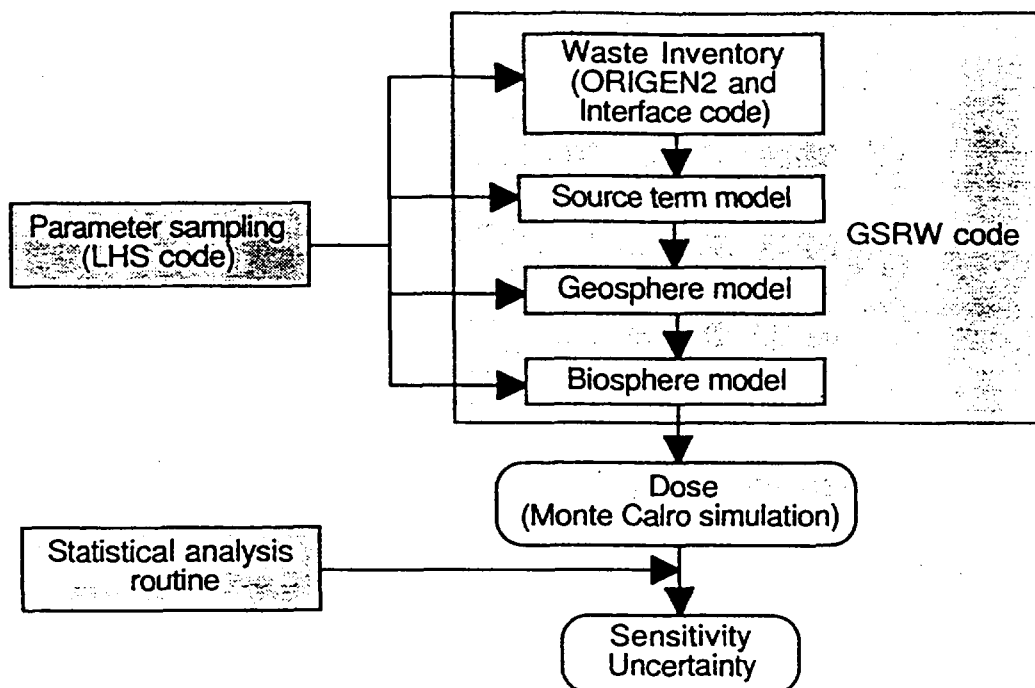 Waste Inventory
(ORIGEN2 and
Interface code)
Source term model
Parameter sampling
(LHS code)
GSRW code
Geosphere model
Biosphere model
Dose
(Monte Calro simulation)
Statistical analysis
routine
Sensitivity
Uncertainty